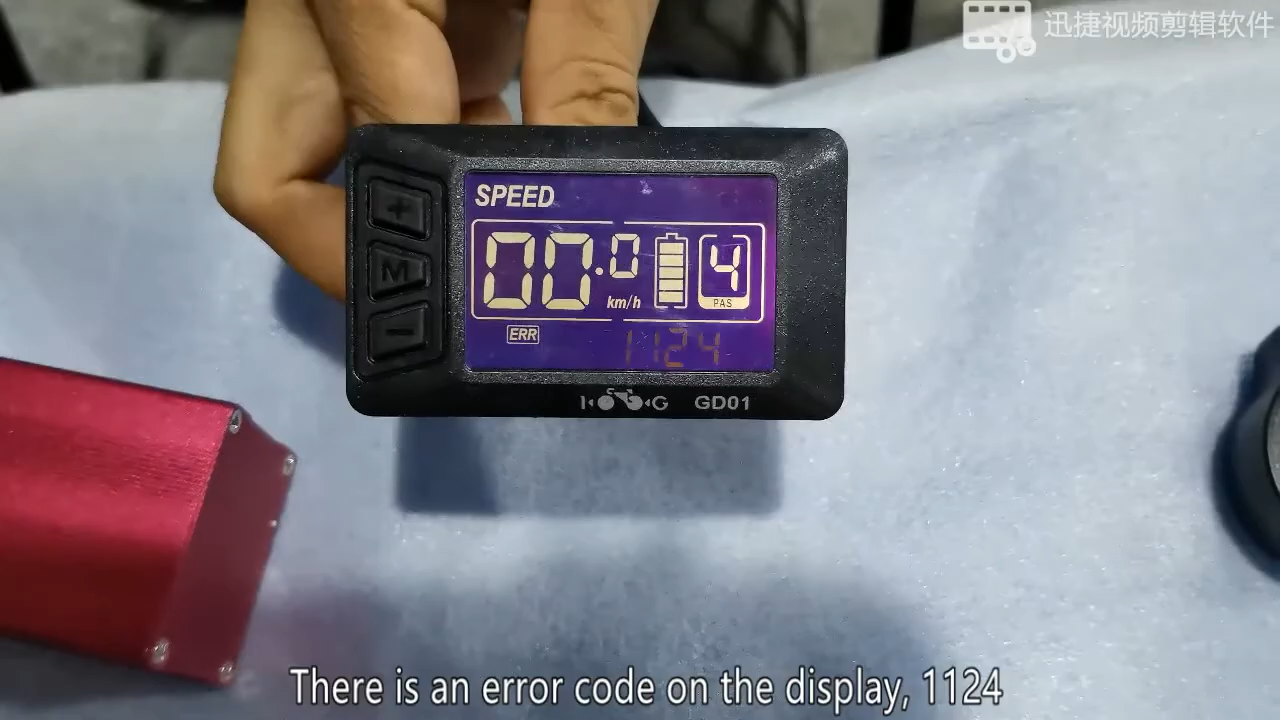 迅捷视频剪辑软件
+
M
SPEED
00.0
km/h
4
PAS
ERR
1124
G GD01
There is an error code on the display, 1124